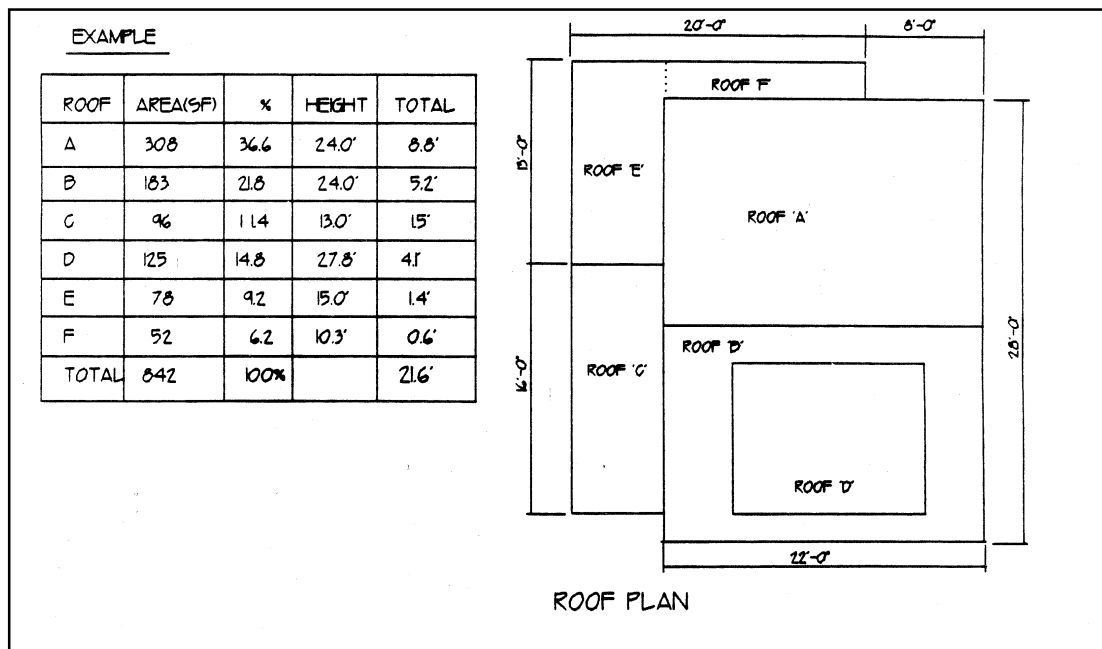 EXAMPLE
ROOF AREA(SF) % HEIGHT TOTAL
A 308 36.6 24.0' 8.8'
B 183 21.8 24.0' 5.2'
C 96 11.4 13.0' 1.5'
D 125 14.8 27.8' 4.1'
E 78 9.2 15.0' 1.4'
F 52 6.2 10.3' 0.6'
TOTAL 842 100% 21.6'
20'-0" 8'-0"
ROOF 'F'
13'-0"
ROOF 'E'
ROOF 'A'
28'-0"
ROOF 'B'
16'-0"
ROOF 'C'
ROOF 'D'
22'-0"
ROOF PLAN